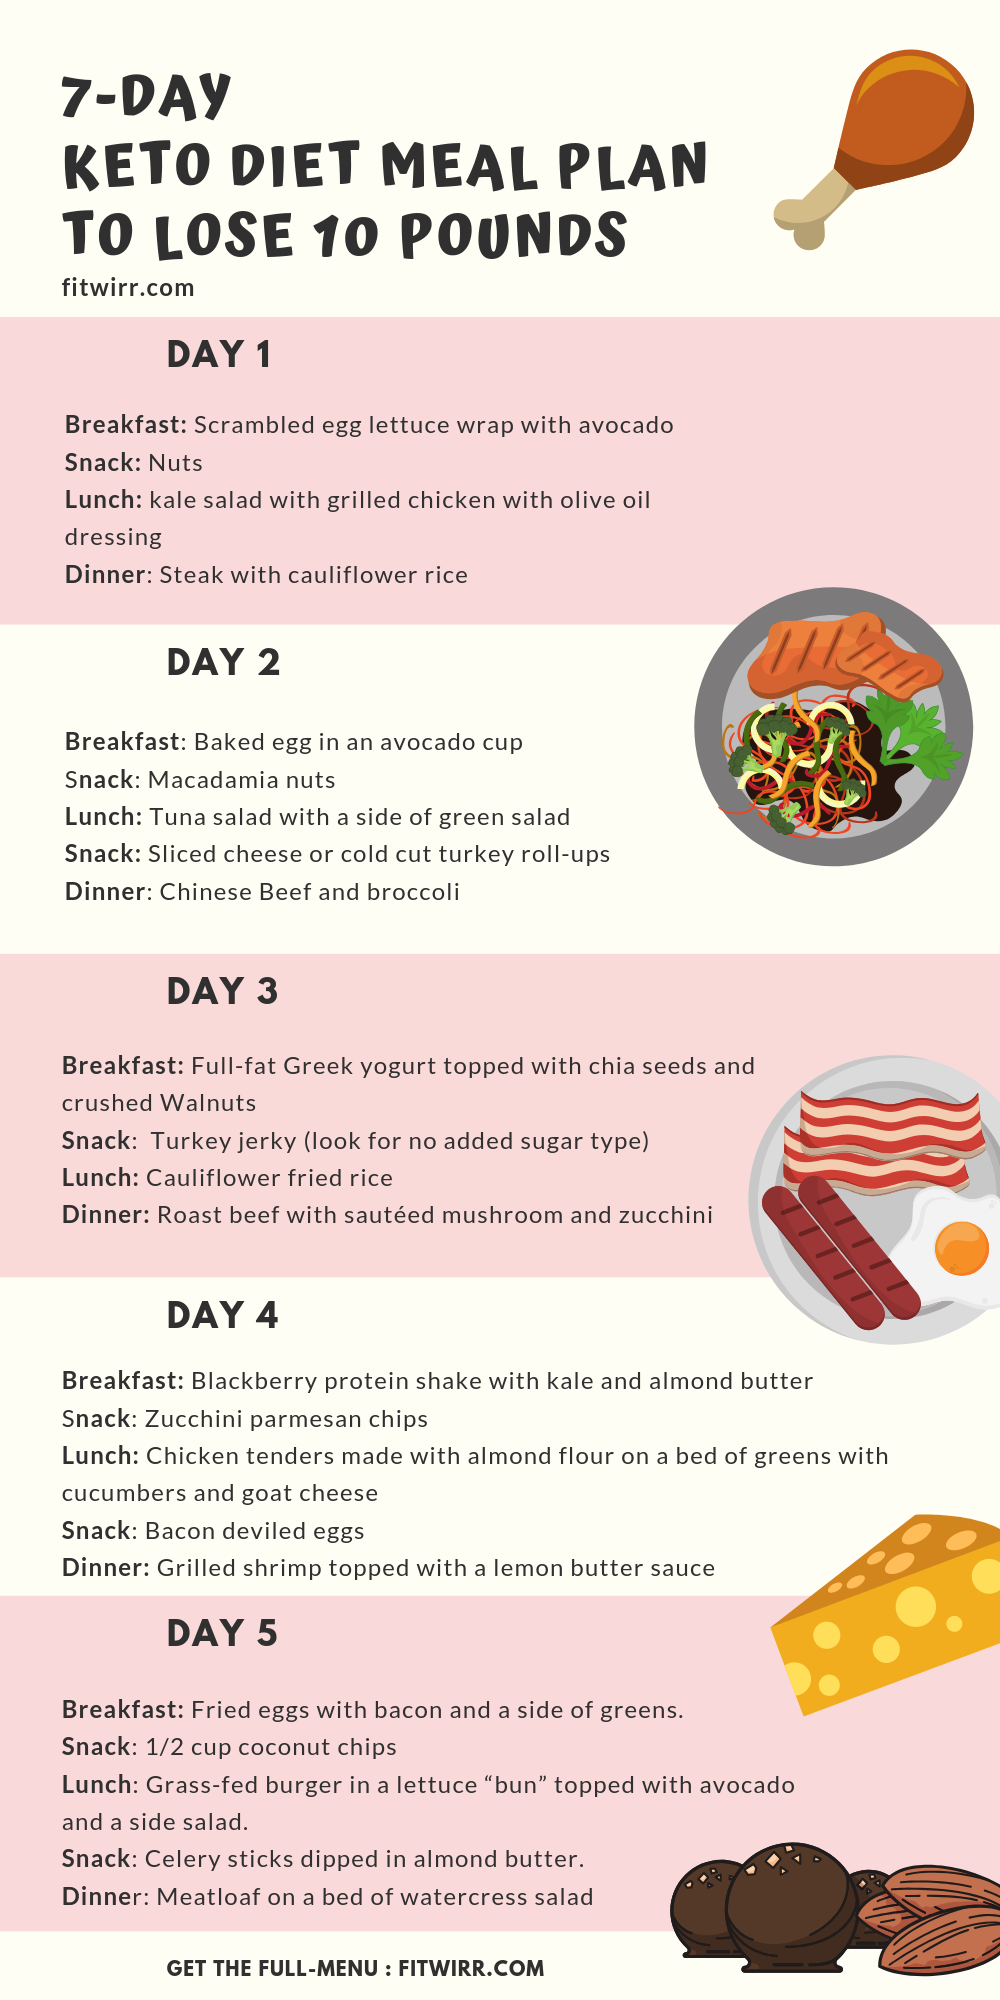 7-DAY
KETO DIET MEAL PLAN
TO LOSE 10 POUNDS
fitwirr.com
DAY 1
Breakfast: Scrambled egg lettuce wrap with avocado
Snack: Nuts
Lunch: kale salad with grilled chicken with olive oil
dressing
Dinner: Steak with cauliflower rice
DAY 2
Breakfast: Baked egg in an avocado cup
Snack: Macadamia nuts
Lunch: Tuna salad with a side of green salad
Snack: Sliced cheese or cold cut turkey roll-ups
Dinner: Chinese Beef and broccoli
DAY 3
Breakfast: Full-fat Greek yogurt topped with chia seeds and
crushed Walnuts
Snack:  Turkey jerky (look for no added sugar type)
Lunch: Cauliflower fried rice
Dinner: Roast beef with sautéed mushroom and zucchini
DAY 4
Breakfast: Blackberry protein shake with kale and almond butter
Snack: Zucchini parmesan chips
Lunch: Chicken tenders made with almond flour on a bed of greens with
cucumbers and goat cheese
Snack: Bacon deviled eggs
Dinner: Grilled shrimp topped with a lemon butter sauce
DAY 5
Breakfast: Fried eggs with bacon and a side of greens.
Snack: 1/2 cup coconut chips
Lunch: Grass-fed burger in a lettuce “bun” topped with avocado
and a side salad.
Snack: Celery sticks dipped in almond butter.
Dinner: Meatloaf on a bed of watercress salad
GET THE FULL-MENU : FITWIRR.COM